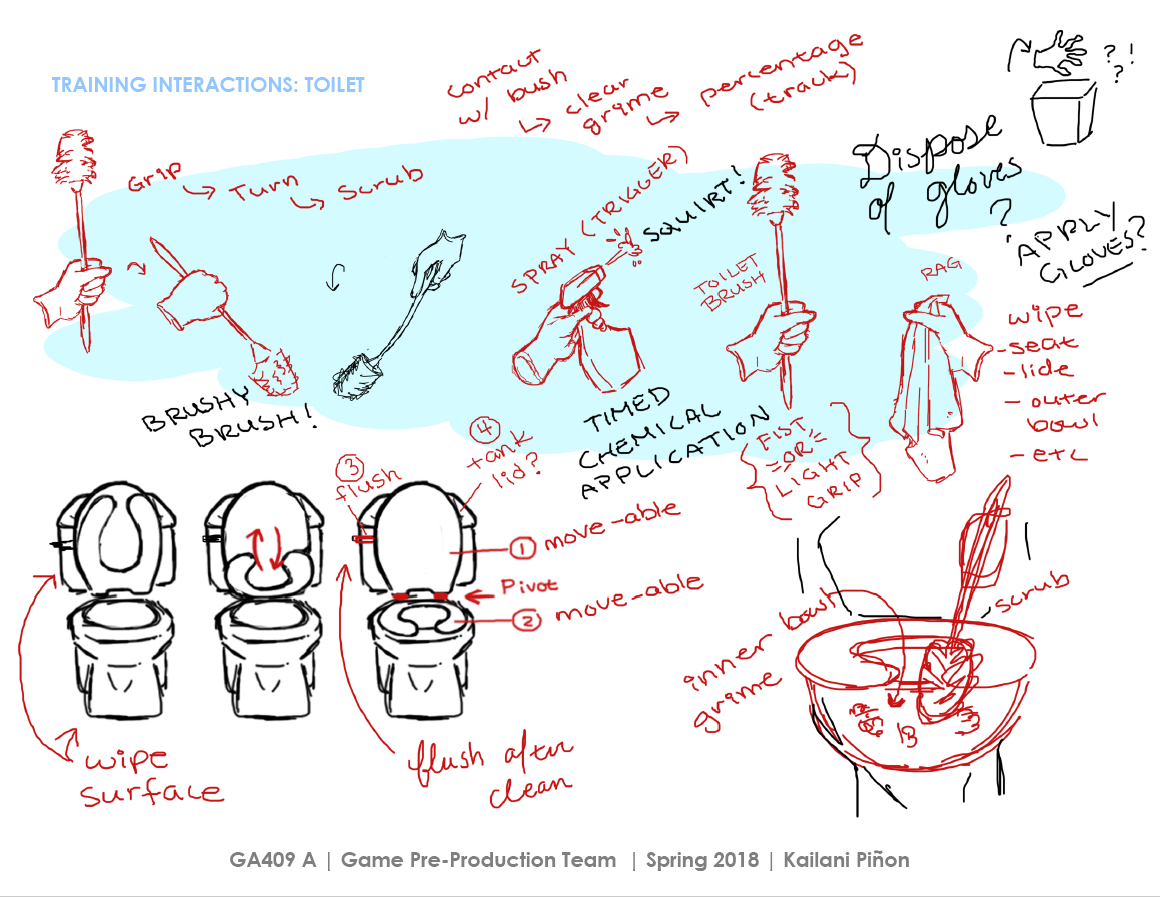 TRAINING INTERACTIONS: TOILET
contact
w/ bush
↳ clear
grime
↳ percentage
(track)
? !
?
Dispose
of gloves
?
APPLY
GLOVES?
Grip
↳ Turn
↳ Scrub
BRUSHY
BRUSH!
SPRAY (TRIGGER)
SQUIRT!
TIMED
CHEMICAL
APPLICATION
TOILET
BRUSH
FIST
OR
LIGHT
GRIP
RAG
wipe
-seat
-lide
- outer
bowl
- etc
3
flush
4
tank
lid?
1 move-able
Pivot
2 move-able
wipe
surface
flush after
clean
inner bowl
grime
scrub
GA409 A | Game Pre-Production Team | Spring 2018 | Kailani Piñon